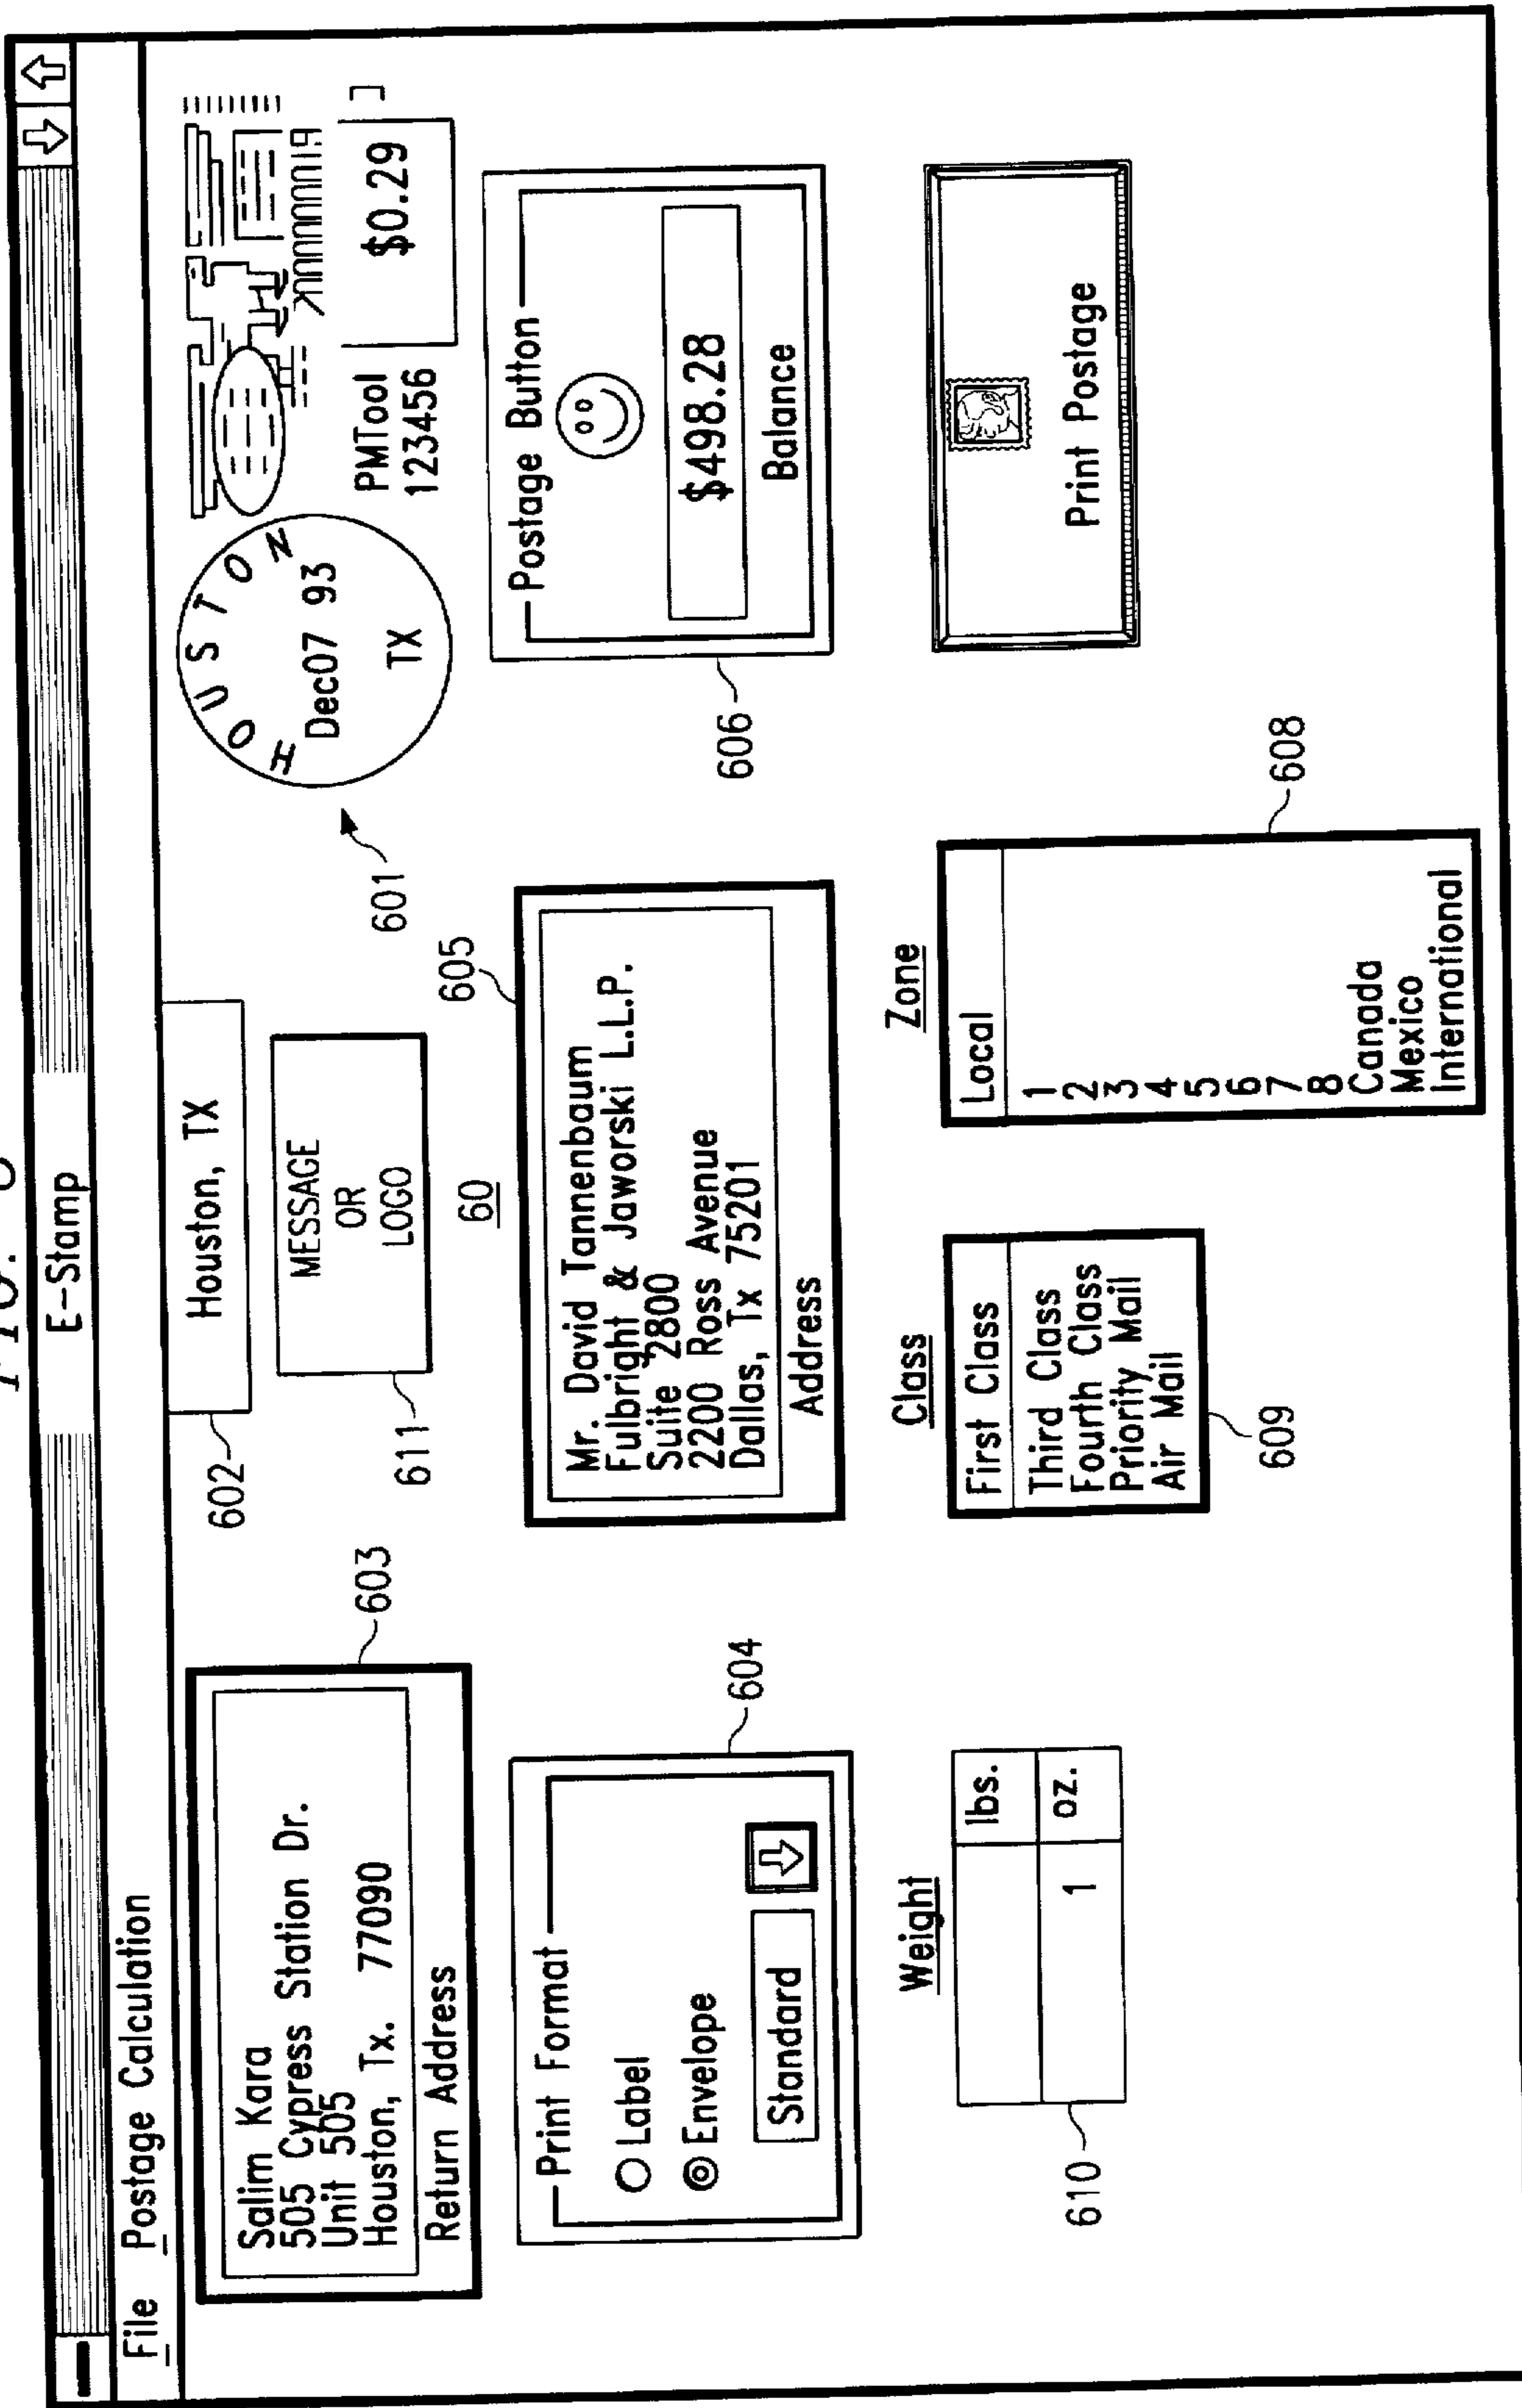 E-Stamp
File Postage Calculation
Salim Kara
505 Cypress Station Dr.
Unit 505
Houston, Tx. 77090
Return Address
603
602
Houston, TX
MESSAGE
OR
LOGO
611
60
601
HOUSTON
Dec07 93
TX
PMTool
123456
$0.29
Print Format
Label
Envelope
Standard
604
605
Mr. David Tannenbaum
Fulbright & Jaworski L.L.P.
Suite 2800
2200 Ross Avenue
Dallas, Tx 75201
Address
Postage Button
$498.28
Balance
606
Weight
lbs.
1 oz.
610
Class
First Class
Third Class
Fourth Class
Priority Mail
Air Mail
609
Zone
Local
1
2
3
4
5
6
7
8
Canada
Mexico
International
608
Print Postage